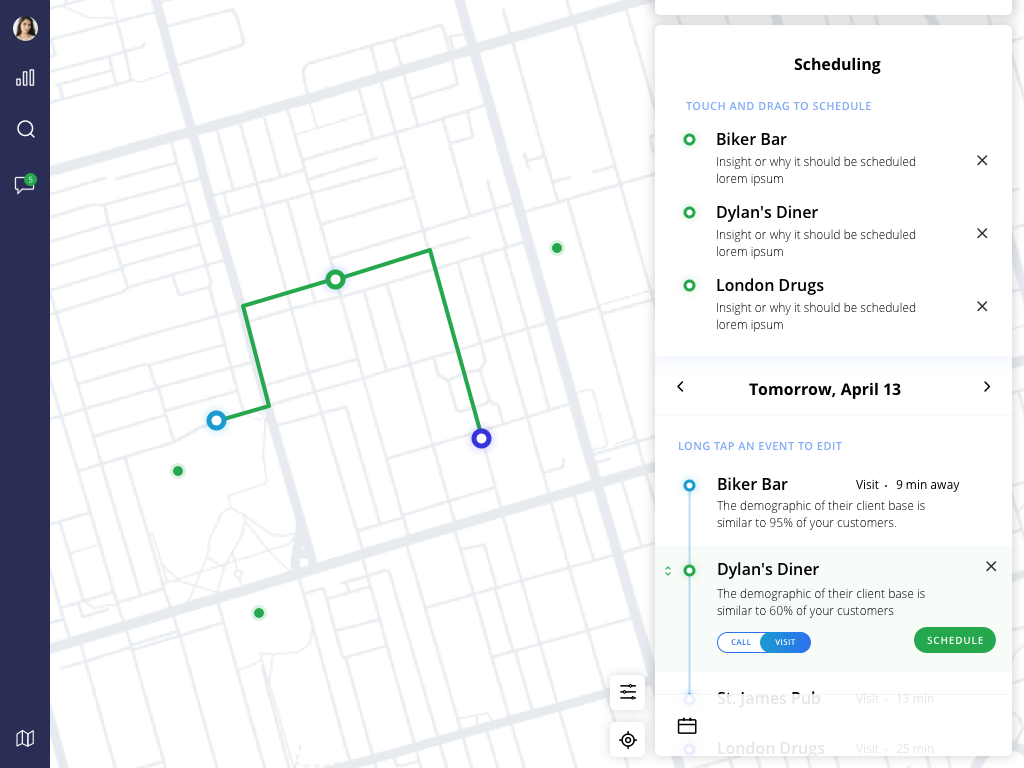 5
Scheduling
TOUCH AND DRAG TO SCHEDULE
Biker Bar
Insight or why it should be scheduled
lorem ipsum
Dylan's Diner
Insight or why it should be scheduled
lorem ipsum
London Drugs
Insight or why it should be scheduled
lorem ipsum
Tomorrow, April 13
LONG TAP AN EVENT TO EDIT
Biker Bar Visit · 9 min away
The demographic of their client base is
similar to 95% of your customers.
Dylan's Diner
The demographic of their client base is
similar to 60% of your customers
CALL VISIT SCHEDULE
St. James Pub Visit · 13 min
London Drugs Visit · 25 min